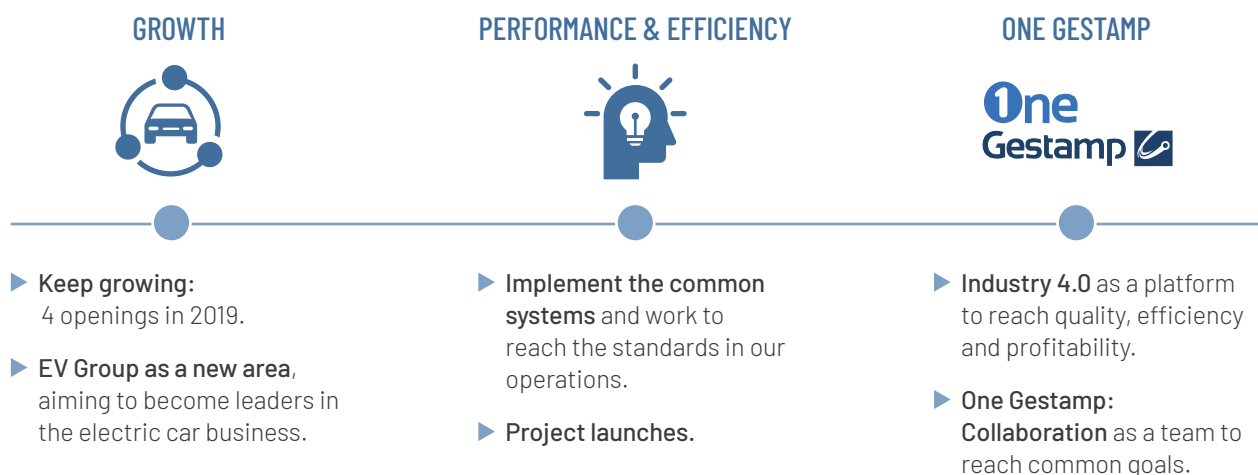 GROWTH
PERFORMANCE & EFFICIENCY
ONE GESTAMP
One
Gestamp
Keep growing:
4 openings in 2019.
EV Group as a new area,
aiming to become leaders in
the electric car business.
Implement the common
systems and work to
reach the standards in our
operations.
Project launches.
Industry 4.0 as a platform
to reach quality, efficiency
and profitability.
One Gestamp:
Collaboration as a team to
reach common goals.